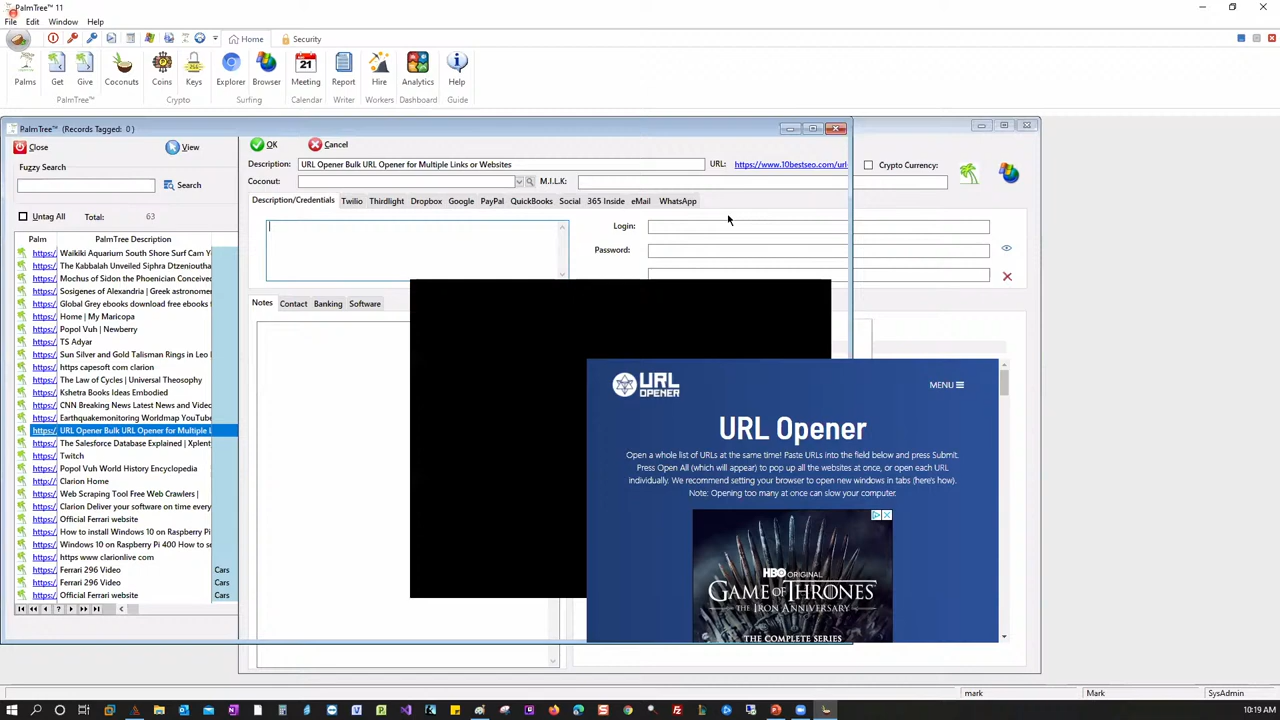 PalmTree™ 11
File Edit Window Help
Home Security
Palms Get Give Coconuts Coins Keys Explorer Browser Meeting Report Hire Analytics Help
21
PalmTree™ Crypto Surfing Calendar Writer Workers Dashboard Guide
PalmTree™ (Records Tagged: 0 )
Close View
Fuzzy Search
Search
Untag All Total: 63
Palm PalmTree Description
https:/ Waikiki Aquarium South Shore Surf Cam Y
https:/ The Kabbalah Unveiled Siphra Dtzenioutha
https:/ Mochus of Sidon the Phoenician Conceive
https:/ Sosigenes of Alexandria | Greek astronome
https:/ Global Grey ebooks download free ebooks
https:/ Home | My Maricopa
https:/ Popol Vuh | Newberry
https:/ TS Adyar
https:/ Sun Silver and Gold Talisman Rings in Leo
https:/ https capesoft com clarion
https:/ The Law of Cycles | Universal Theosophy
https:/ Kshetra Books Ideas Embodied
https:/ CNN Breaking News Latest News and Video
https:/ Earthquakemonitoring Worldmap YouTube
https:/ URL Opener Bulk URL Opener for Multiple L
https:/ The Salesforce Database Explained | Xplent
https:/ Twitch
https:/ Popol Vuh World History Encyclopedia
https:/ Clarion Home
https:/ Web Scraping Tool Free Web Crawlers |
https:/ Clarion Deliver your software on time every
https:/ Official Ferrari website
https:/ How to install Windows 10 on Raspberry Pi
https:/ Windows 10 on Raspberry Pi 400 How to se
https:/ https www clarionlive com
https:/ Ferrari 296 Video Cars
https:/ Ferrari 296 Video Cars
https:/ Official Ferrari website Cars
OK Cancel
Description: URL Opener Bulk URL Opener for Multiple Links or Websites URL: https://www.10bestseo.com/url Crypto Currency:
Coconut: M.I.L.K:
Description/Credentials Twilio Thirdlight Dropbox Google PayPal QuickBooks Social 365 Inside eMail WhatsApp
Login:
Password:
Notes Contact Banking Software
URL OPENER
MENU
URL Opener
Open a whole list of URLs at the same time! Paste URLs into the field below and press Submit.
Press Open All (which will appear) to pop up all the websites at once, or open each URL
individually. We recommend setting your browser to open new windows in tabs (here's how).
Note: Opening too many at once can slow your computer.
HBO ORIGINAL
GAME OF THRONES
THE IRON ANNIVERSARY
THE COMPLETE SERIES
mark Mark SysAdmin
10:19 AM